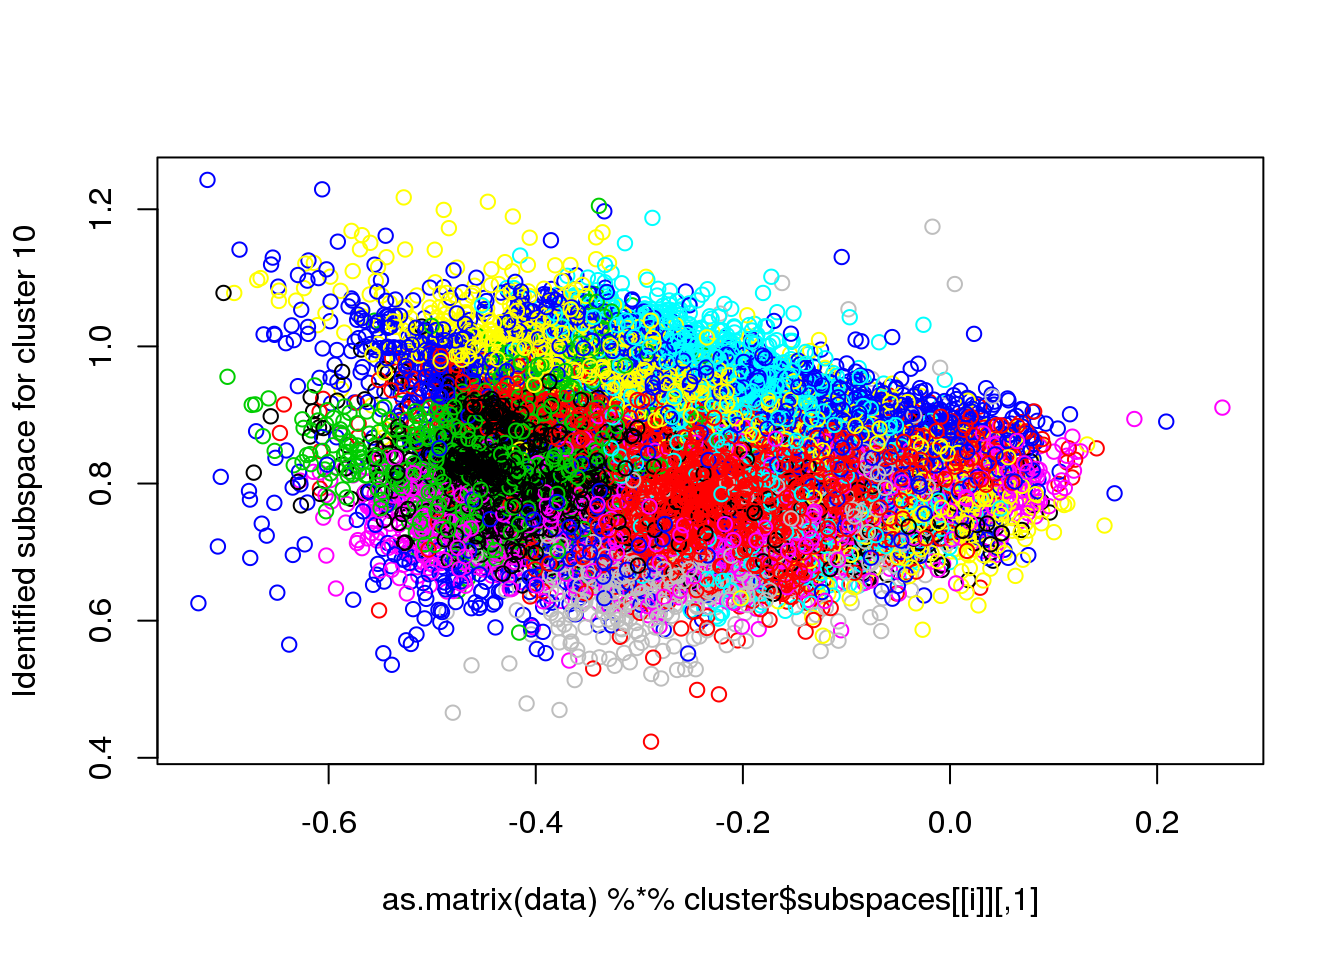 Identified subspace for cluster 10
1.2
1.0
0.8
0.6
0.4
-0.6 -0.4 -0.2 0.0 0.2
as.matrix(data) %*% cluster$subspaces[[i]][,1]